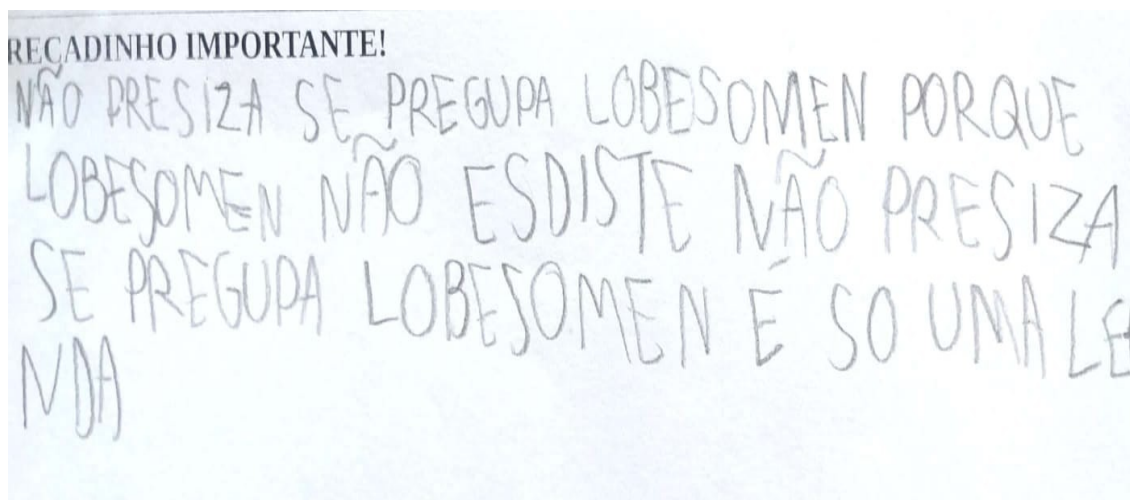 RECADINHO IMPORTANTE!
NÃO PRESIZA SE PREGUPA LOBESOMEN PORQUE
LOBESOMEN NÃO ESDISTE NÃO PRESIZA
SE PREGUPA LOBESOMEN É SO UMA LE
NDA